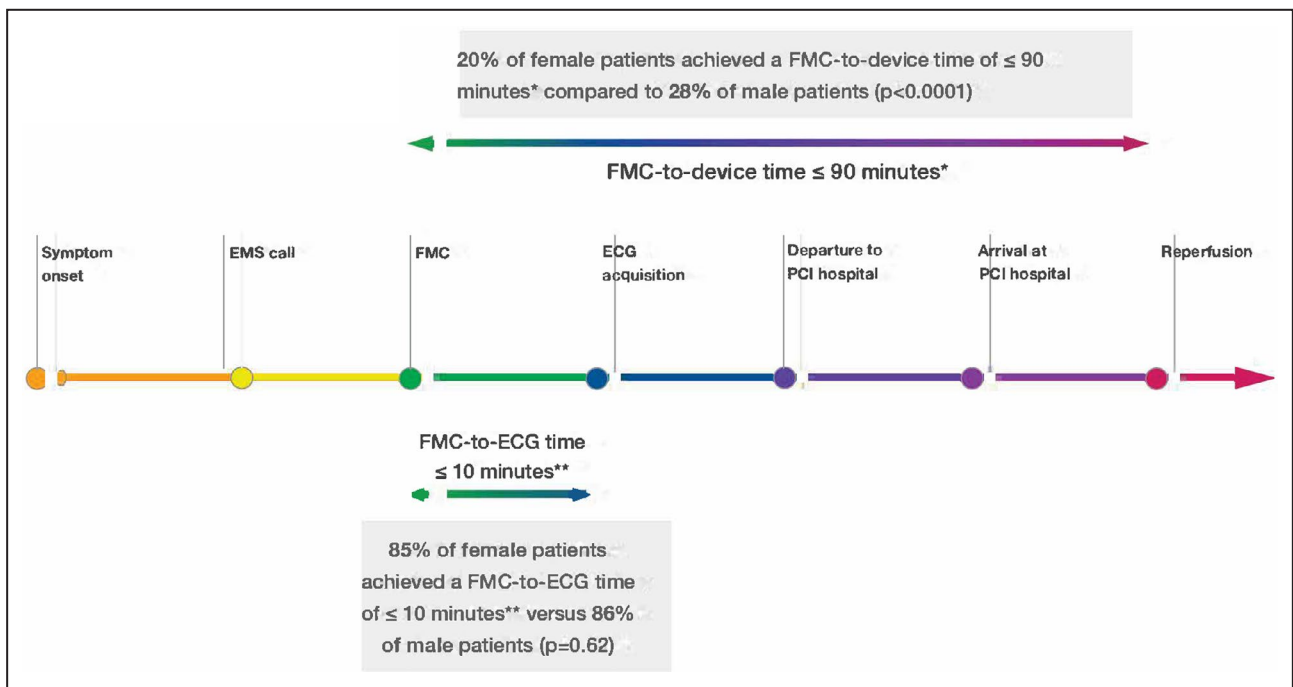 20% of female patients achieved a FMC-to-device time of ≤ 90
minutes* compared to 28% of male patients (p<0.0001)
FMC-to-device time ≤ 90 minutes*
Symptom
onset
EMS call
FMC
ECG
acquisition
Departure to
PCI hospital
Arrival at
PCI hospital
Reperfusion
FMC-to-ECG time
≤ 10 minutes**
85% of female patients
achieved a FMC-to-ECG time
of ≤ 10 minutes** versus 86%
of male patients (p=0.62)